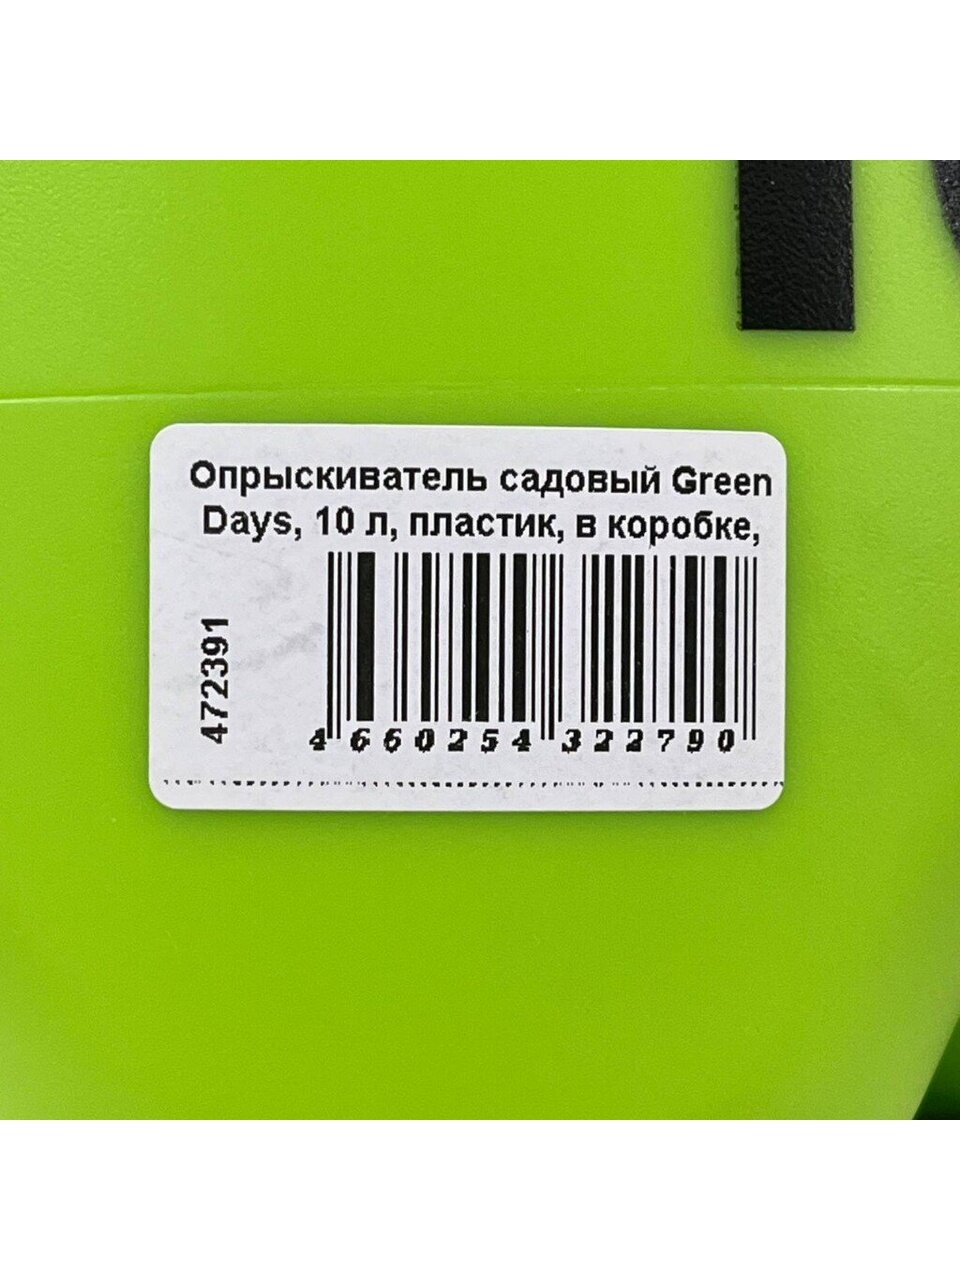 Опрыскиватель садовый Green
Days, 10 л, пластик, в коробке,
472391
4 660254 322790